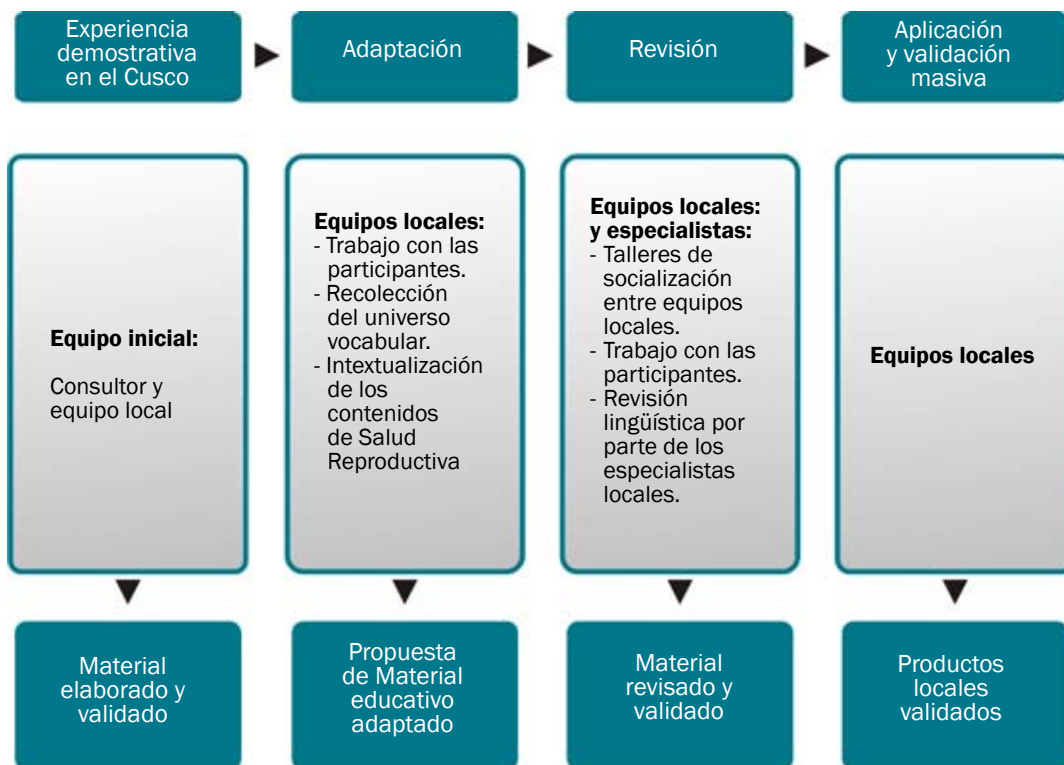 Experiencia
demostrativa
en el Cusco
Adaptación
Revisión
Aplicación
y validación
masiva
Equipo inicial:
Consultor y
equipo local
Equipos locales:
- Trabajo con las
participantes.
- Recolección
del universo
vocabular.
- Intextualización
de los
contenidos
de Salud
Reproductiva
Equipos locales:
y especialistas:
- Talleres de
socialización
entre equipos
locales.
- Trabajo con las
participantes.
- Revisión
lingüística por
parte de los
especialistas
locales.
Equipos locales
Material
elaborado y
validado
Propuesta
de Material
educativo
adaptado
Material
revisado y
validado
Productos
locales
validados